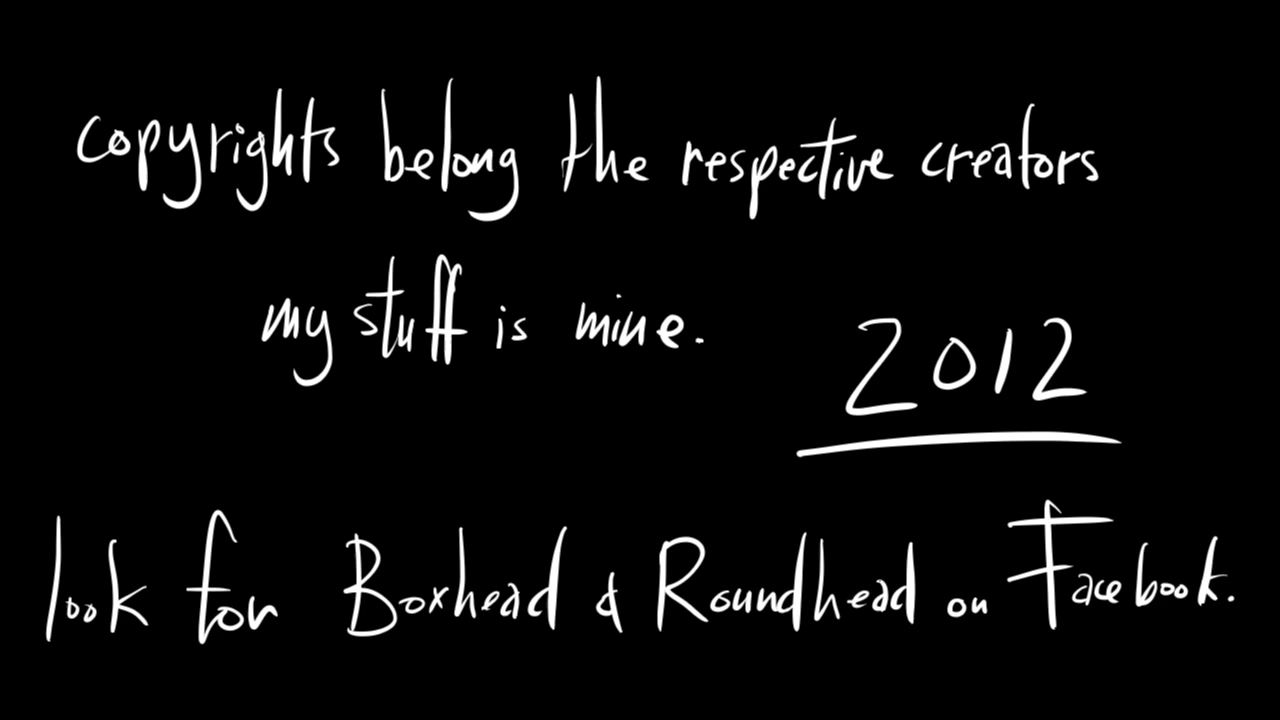 copyrights belong the respective creators
my stuff is mine.
2012
look for Boxhead & Roundhead on Facebook.